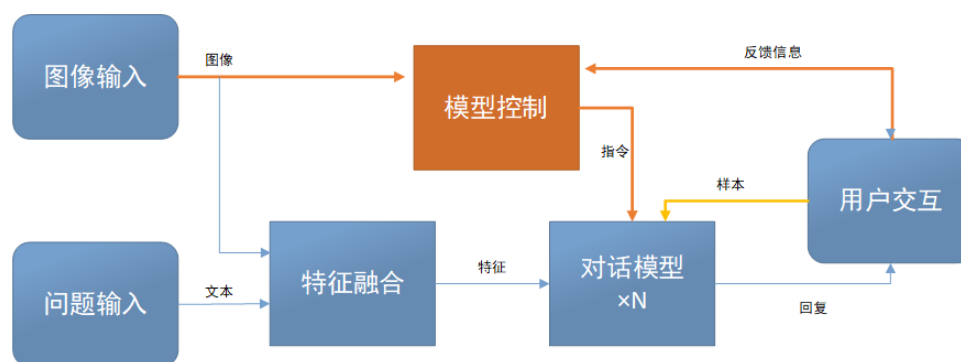 图像输入
图像
模型控制
反馈信息
指令
样本
用户交互
问题输入
文本
特征融合
特征
对话模型
×N
回复